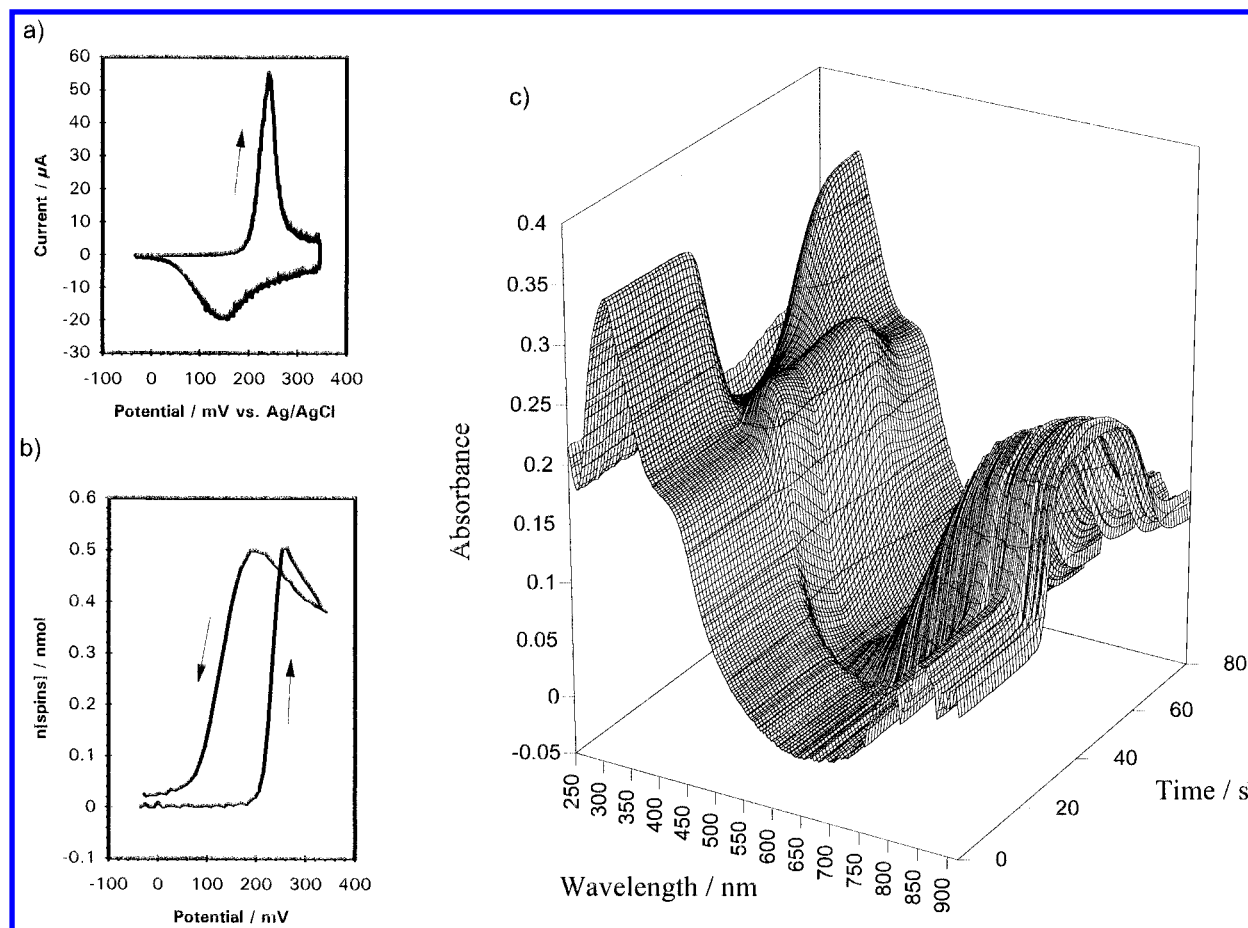 a)
60
50
40
30
20
10
0
-10
-20
-30
Current / µA
-100 0 100 200 300 400
Potential / mV vs. Ag/AgCl
b)
0.6
0.5
0.4
0.3
0.2
0.1
0
-0.1
n[spins] / nmol
-100 0 100 200 300 400
Potential / mV
c)
0.4
0.35
0.3
0.25
0.2
0.15
0.1
0.05
0
-0.05
Absorbance
250 300 350 400 450 500 550 600 650 700 750 800 850 900
Wavelength / nm
0
20
40
60
80
Time / s